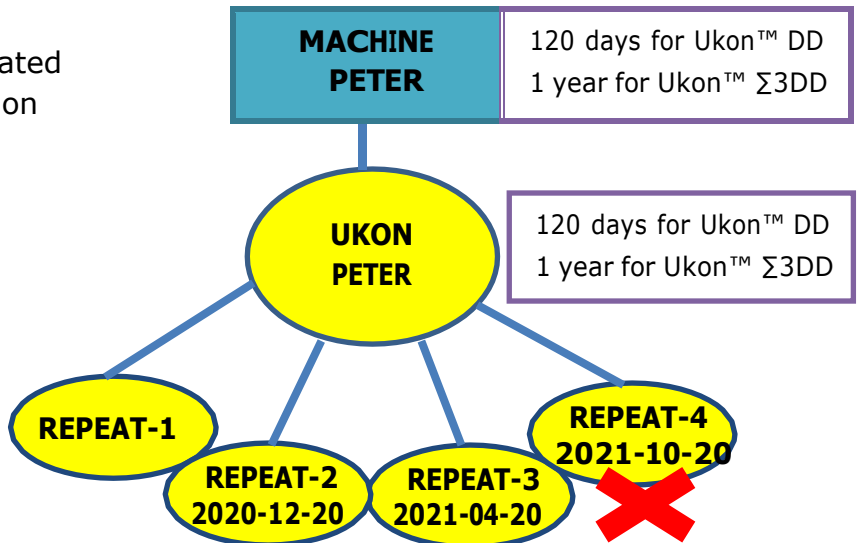 ated
on
MACHINE
PETER
120 days for Ukon™ DD
1 year for Ukon™ ∑3DD
UKON
PETER
120 days for Ukon™ DD
1 year for Ukon™ ∑3DD
REPEAT-1
REPEAT-2
2020-12-20
REPEAT-3
2021-04-20
REPEAT-4
2021-10-20